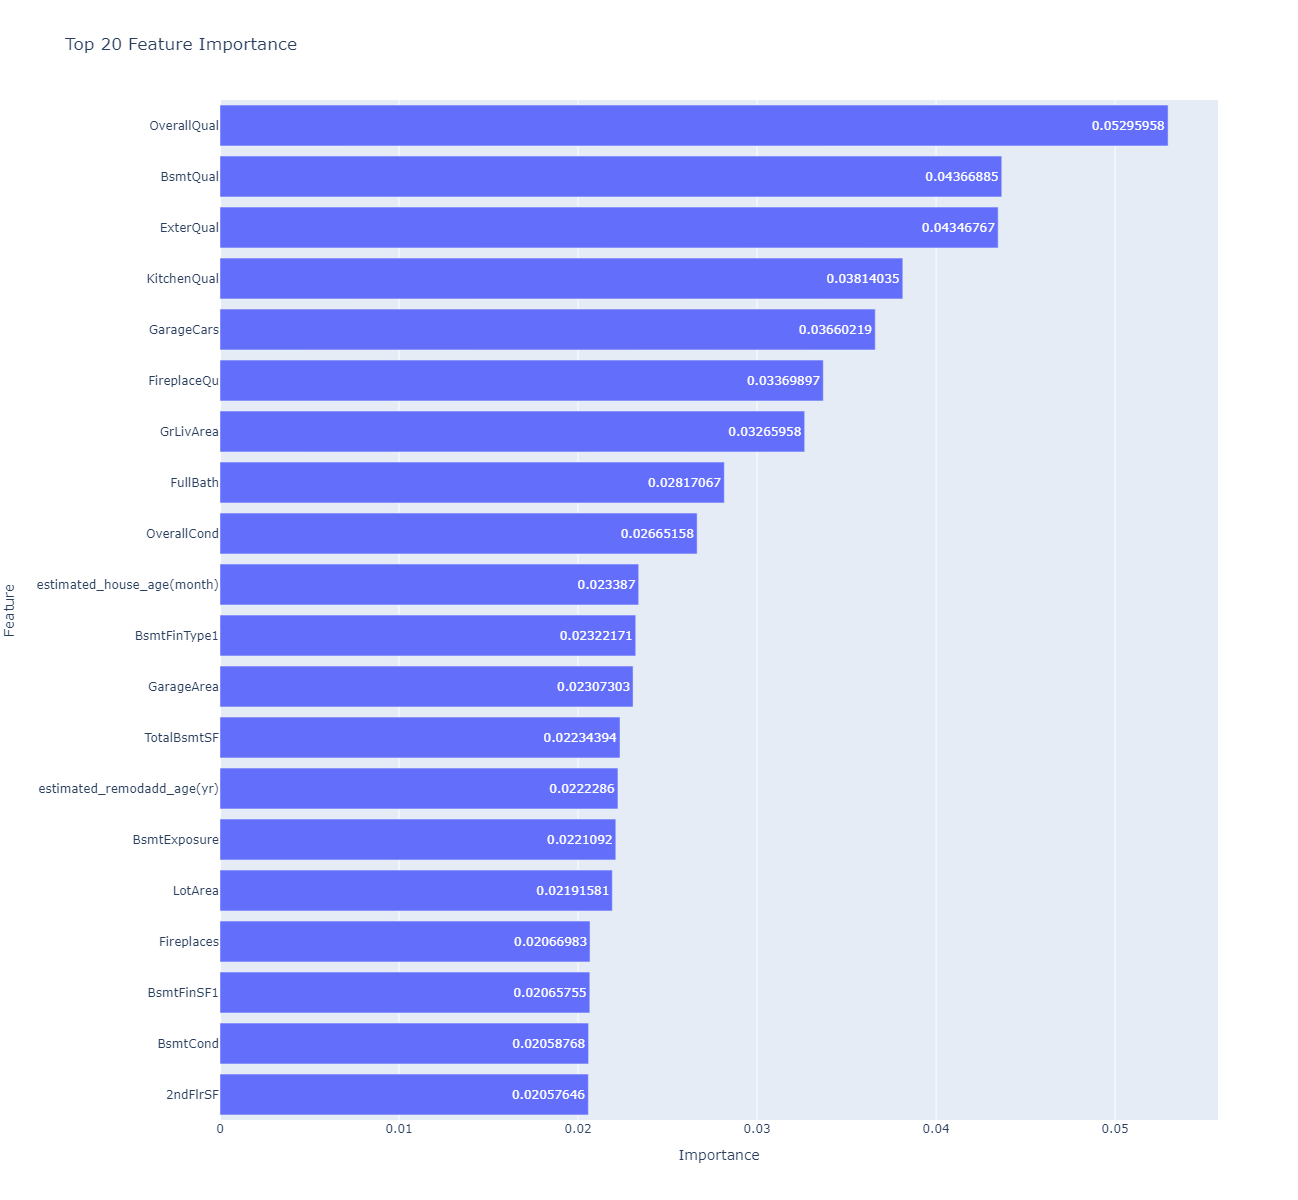 Top 20 Feature Importance
Feature
OverallQual 0.05295958
BsmtQual 0.04366885
ExterQual 0.04346767
KitchenQual 0.03814035
GarageCars 0.03660219
FireplaceQu 0.03369897
GrLivArea 0.03265958
FullBath 0.02817067
OverallCond 0.02665158
estimated_house_age(month) 0.023387
BsmtFinType1 0.02322171
GarageArea 0.02307303
TotalBsmtSF 0.02234394
estimated_remodadd_age(yr) 0.0222286
BsmtExposure 0.0221092
LotArea 0.02191581
Fireplaces 0.02066983
BsmtFinSF1 0.02065755
BsmtCond 0.02058768
2ndFlrSF 0.02057646
0 0.01 0.02 0.03 0.04 0.05
Importance